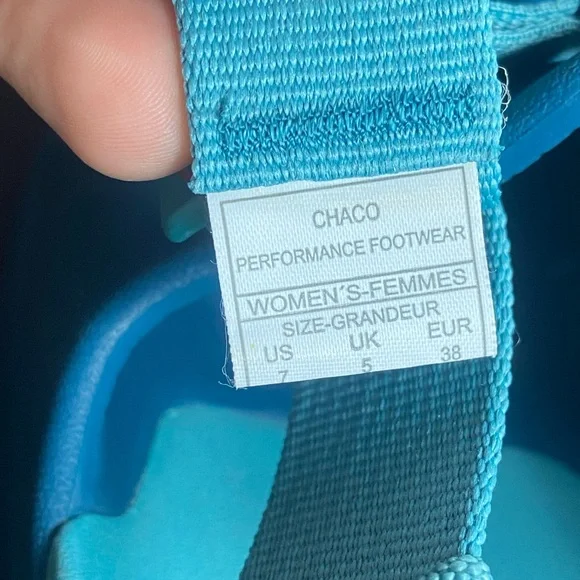 CHACO
PERFORMANCE FOOTWEAR
WOMEN'S-FEMMES
SIZE-GRANDEUR
US UK EUR
7 5 38